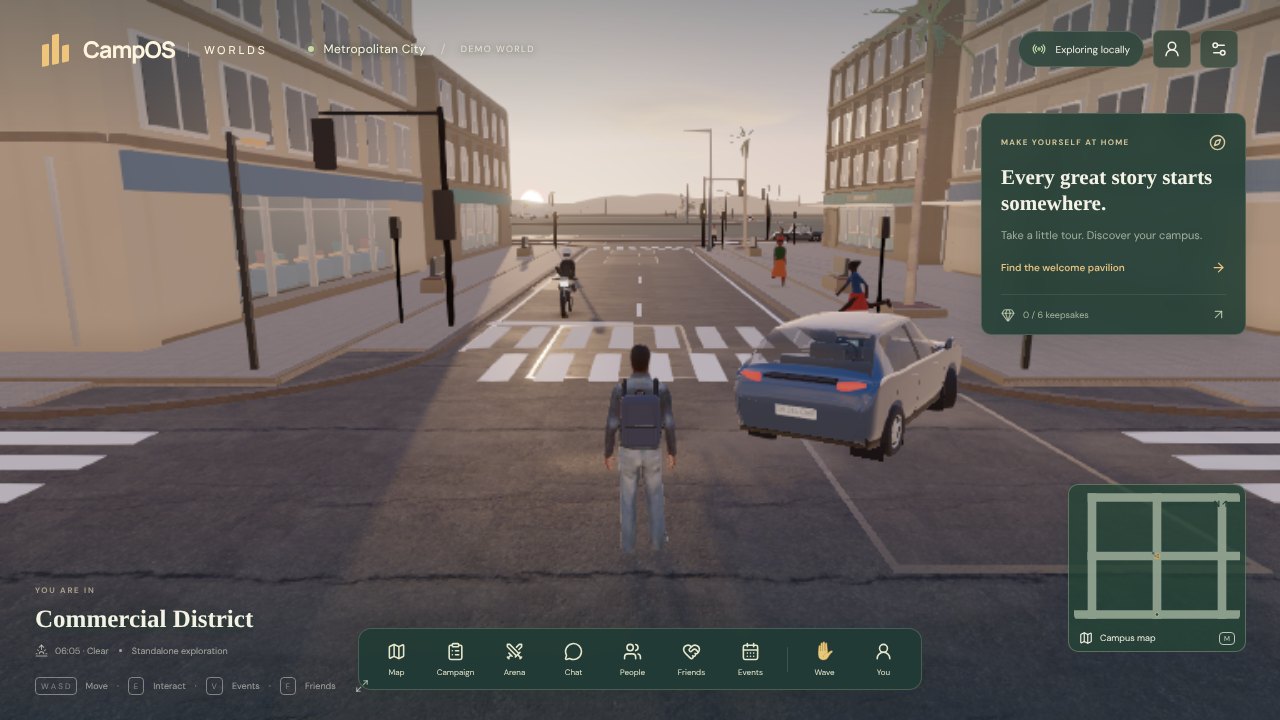 CampOS
WORLDS
Metropolitan City / DEMO WORLD
Exploring locally
MAKE YOURSELF AT HOME
Every great story starts
somewhere.
Take a little tour. Discover your campus.
Find the welcome pavilion
0 / 6 keepsakes
Campus map
M
YOU ARE IN
Commercial District
06:05 · Clear • Standalone exploration
WASD Move · E Interact · V Events · F Friends
Map
Campaign
Arena
Chat
People
Friends
Events
Wave
You